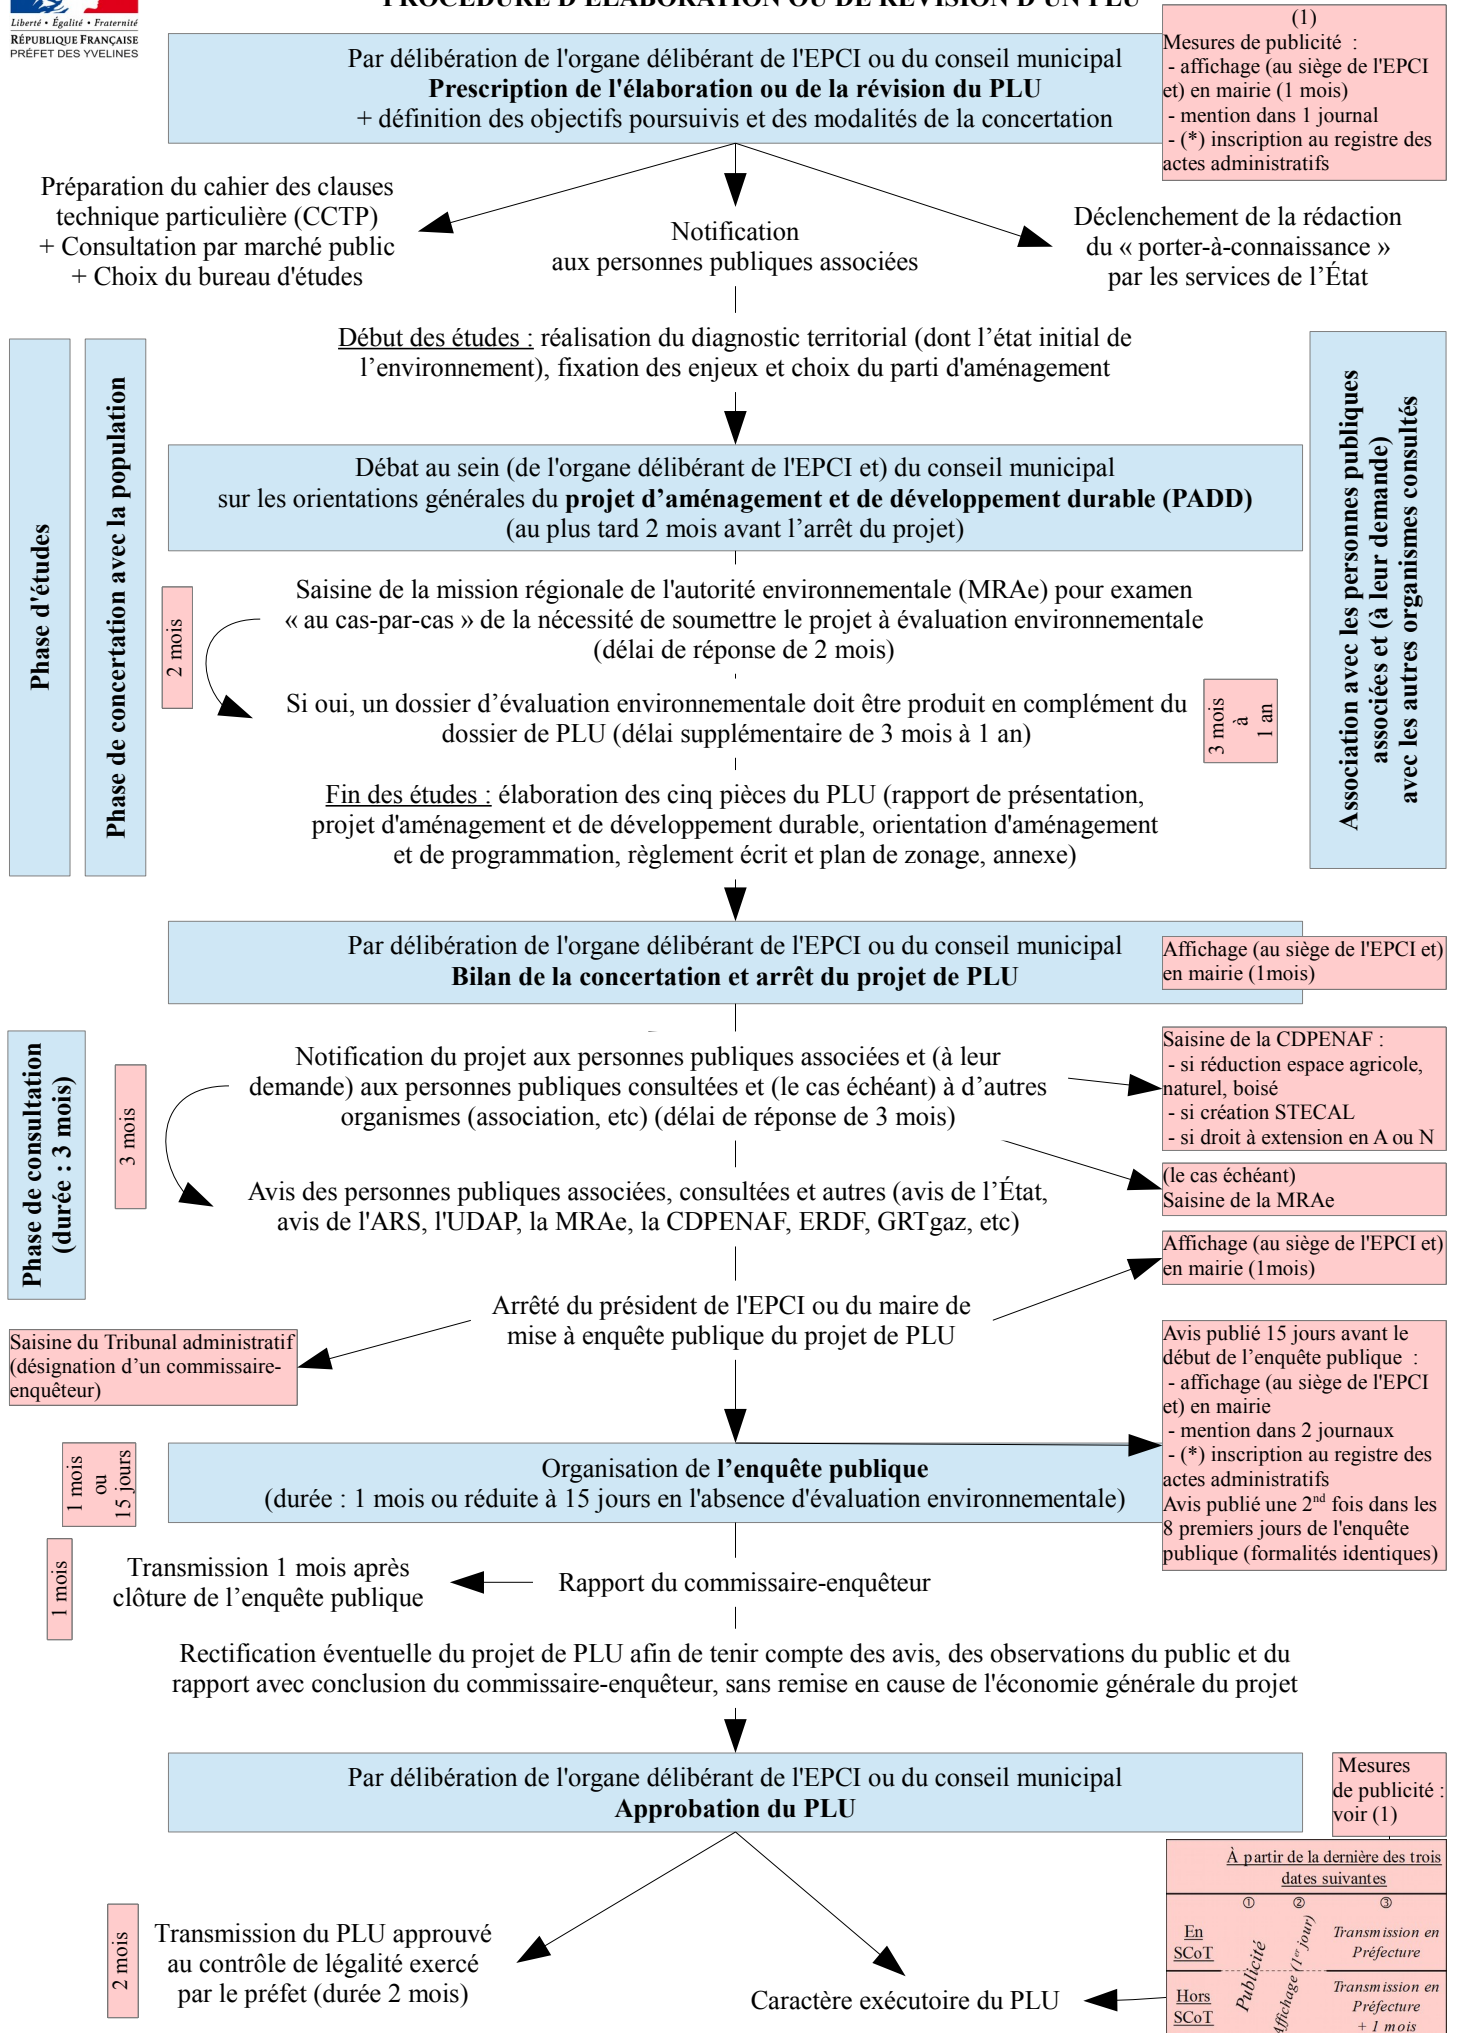 PROCÉDURE D'ÉLABORATION OU DE RÉVISION D'UN PLU
Liberté • Égalité • Fraternité
RÉPUBLIQUE FRANÇAISE
PRÉFET DES YVELINES
Par délibération de l'organe délibérant de l'EPCI ou du conseil municipal
Prescription de l'élaboration ou de la révision du PLU
+ définition des objectifs poursuivis et des modalités de la concertation
(1)
Mesures de publicité :
- affichage (au siège de l'EPCI
et) en mairie (1 mois)
- mention dans 1 journal
- (*) inscription au registre des
actes administratifs
Préparation du cahier des clauses
technique particulière (CCTP)
+ Consultation par marché public
+ Choix du bureau d'études
Notification
aux personnes publiques associées
Déclenchement de la rédaction
du « porter-à-connaissance »
par les services de l’État
Début des études : réalisation du diagnostic territorial (dont l’état initial de
l’environnement), fixation des enjeux et choix du parti d'aménagement
Phase d'études
Phase de concertation avec la population
Association avec les personnes publiques
associées et (à leur demande)
avec les autres organismes consultés
Débat au sein (de l'organe délibérant de l'EPCI et) du conseil municipal
sur les orientations générales du projet d’aménagement et de développement durable (PADD)
(au plus tard 2 mois avant l’arrêt du projet)
2 mois
Saisine de la mission régionale de l'autorité environnementale (MRAe) pour examen
« au cas-par-cas » de la nécessité de soumettre le projet à évaluation environnementale
(délai de réponse de 2 mois)
Si oui, un dossier d’évaluation environnementale doit être produit en complément du
dossier de PLU (délai supplémentaire de 3 mois à 1 an)
3 mois
à
1 an
Fin des études : élaboration des cinq pièces du PLU (rapport de présentation,
projet d'aménagement et de développement durable, orientation d'aménagement
et de programmation, règlement écrit et plan de zonage, annexe)
Par délibération de l'organe délibérant de l'EPCI ou du conseil municipal
Bilan de la concertation et arrêt du projet de PLU
Affichage (au siège de l'EPCI et)
en mairie (1mois)
Phase de consultation
(durée : 3 mois)
3 mois
Notification du projet aux personnes publiques associées et (à leur
demande) aux personnes publiques consultées et (le cas échéant) à d’autres
organismes (association, etc) (délai de réponse de 3 mois)
Saisine de la CDPENAF :
- si réduction espace agricole,
naturel, boisé
- si création STECAL
- si droit à extension en A ou N
(le cas échéant)
Saisine de la MRAe
Avis des personnes publiques associées, consultées et autres (avis de l’État,
avis de l'ARS, l'UDAP, la MRAe, la CDPENAF, ERDF, GRTgaz, etc)
Affichage (au siège de l'EPCI et)
en mairie (1mois)
Arrêté du président de l'EPCI ou du maire de
mise à enquête publique du projet de PLU
Saisine du Tribunal administratif
(désignation d’un commissaire-
enquêteur)
Avis publié 15 jours avant le
début de l’enquête publique :
- affichage (au siège de l'EPCI
et) en mairie
- mention dans 2 journaux
- (*) inscription au registre des
actes administratifs
Avis publié une 2nd fois dans les
8 premiers jours de l'enquête
publique (formalités identiques)
1 mois
ou
15 jours
Organisation de l’enquête publique
(durée : 1 mois ou réduite à 15 jours en l'absence d'évaluation environnementale)
1 mois
Transmission 1 mois après
clôture de l’enquête publique
Rapport du commissaire-enquêteur
Rectification éventuelle du projet de PLU afin de tenir compte des avis, des observations du public et du
rapport avec conclusion du commissaire-enquêteur, sans remise en cause de l'économie générale du projet
Par délibération de l'organe délibérant de l'EPCI ou du conseil municipal
Approbation du PLU
Mesures
de publicité :
voir (1)
2 mois
Transmission du PLU approuvé
au contrôle de légalité exercé
par le préfet (durée 2 mois)
Caractère exécutoire du PLU
À partir de la dernière des trois
dates suivantes
① ② ③
En
SCoT
Publicité
Affichage (1er jour)
Transmission en
Préfecture
Hors
SCoT
Transmission en
Préfecture
+ 1 mois